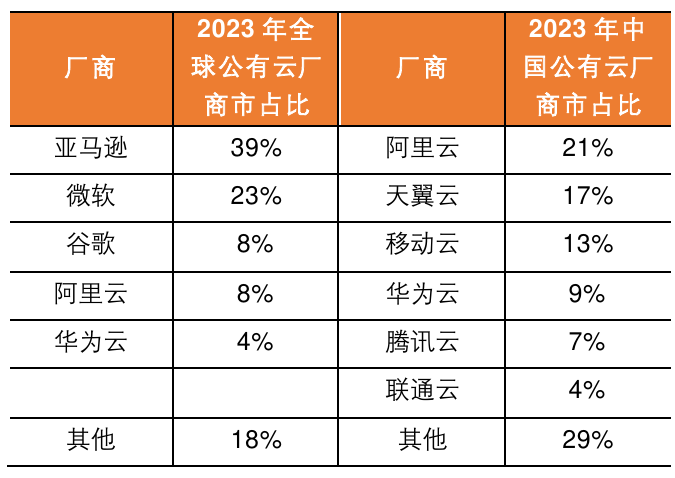 厂商 2023 年全球公有云厂商市占比 厂商 2023 年中国公有云厂商市占比
亚马逊 39% 阿里云 21%
微软 23% 天翼云 17%
谷歌 8% 移动云 13%
阿里云 8% 华为云 9%
华为云 4% 腾讯云 7%
联通云 4%
其他 18% 其他 29%